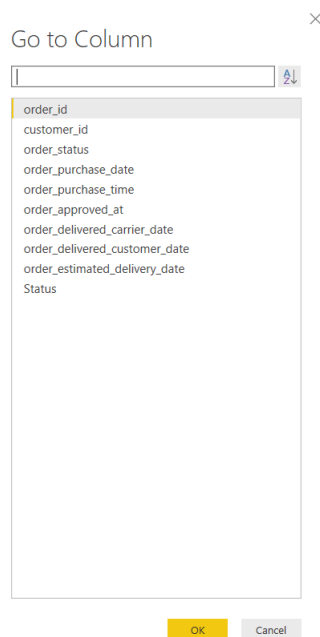 Go to Column
order_id
customer_id
order_status
order_purchase_date
order_purchase_time
order_approved_at
order_delivered_carrier_date
order_delivered_customer_date
order_estimated_delivery_date
Status
OK Cancel